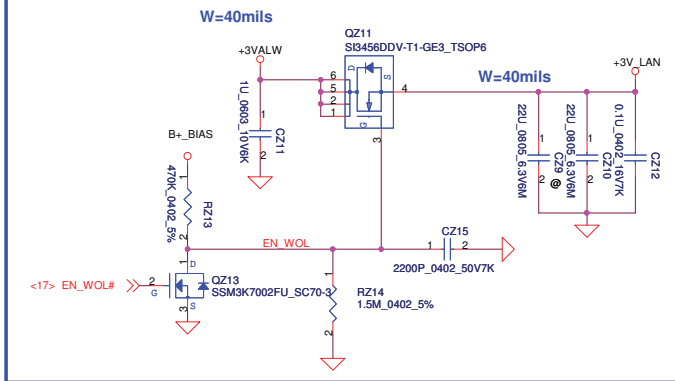 W=40mils
QZ11
SI3456DDV-T1-GE3_TSOP6
+3VALW
D
S
6
5
2
1
4
G
3
W=40mils
+3V_LAN
1U_0603_10V6K
1
2
CZ11
22U_0805_6.3V6M
1
2
CZ9
@
22U_0805_6.3V6M
1
2
CZ10
0.1U_0402_16V7K
1
2
CZ12
B+_BIAS
470K_0402_5%
1
2
RZ13
EN_WOL
CZ15
1
2
2200P_0402_50V7K
<17> EN_WOL#
2
G
1
D
3
S
QZ13
SSM3K7002FU_SC70-3
1
2
RZ14
1.5M_0402_5%